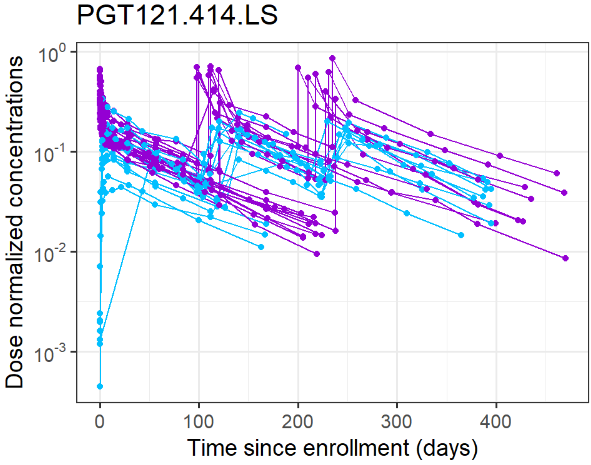 PGT121.414.LS
Dose normalized concentrations
10⁰
10⁻¹
10⁻²
10⁻³
0 100 200 300 400
Time since enrollment (days)